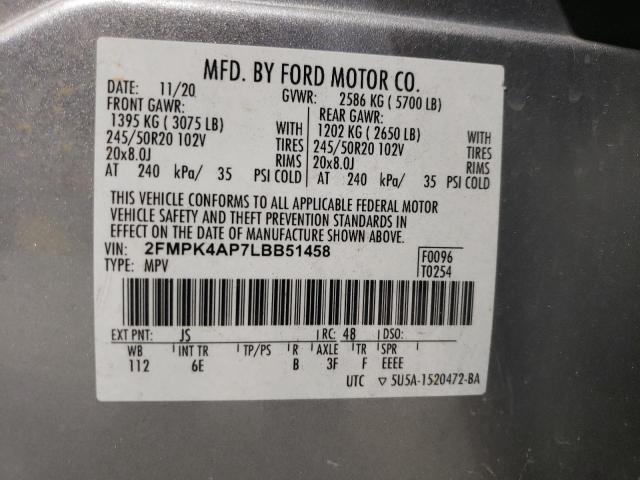 MFD. BY FORD MOTOR CO.
DATE: 11/20 GVWR: 2586 KG ( 5700 LB)
FRONT GAWR: REAR GAWR:
1395 KG ( 3075 LB) WITH 1202 KG ( 2650 LB) WITH
245/50R20 102V TIRES 245/50R20 102V TIRES
20x8.0J RIMS 20x8.0J RIMS
AT 240 kPa/ 35 PSI COLD AT 240 kPa/ 35 PSI COLD
THIS VEHICLE CONFORMS TO ALL APPLICABLE FEDERAL MOTOR
VEHICLE SAFETY AND THEFT PREVENTION STANDARDS IN
EFFECT ON THE DATE OF MANUFACTURE SHOWN ABOVE.
VIN: 2FMPK4AP7LBB51458 F0096
TYPE: MPV T0254
EXT PNT: JS RC: 48 DSO:
WB INT TR TP/PS R AXLE TR SPR
112 6E B 3F F EEEE
UTC ▽ 5U5A-1520472-BA